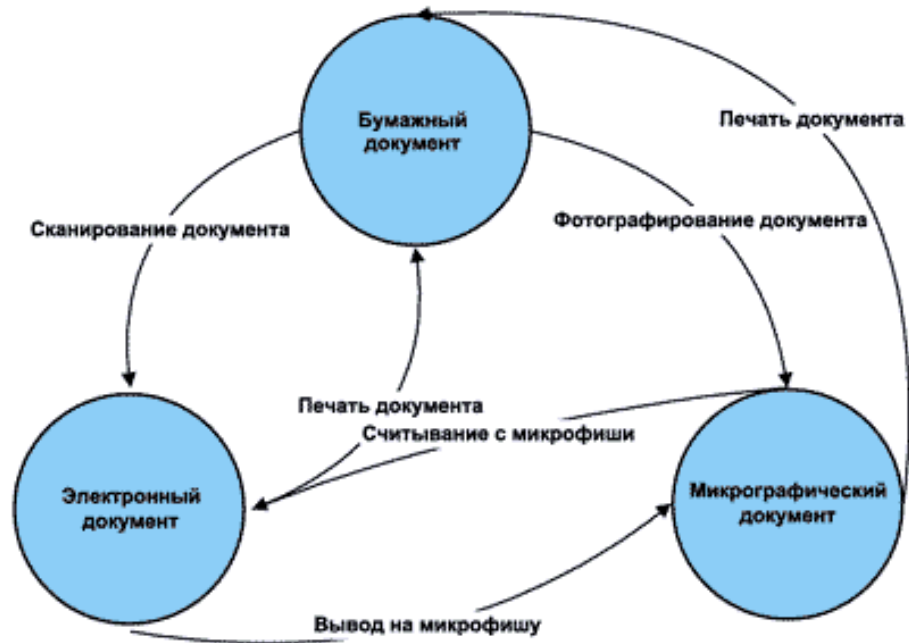 Бумажный
документ
Печать документа
Сканирование документа
Фотографирование документа
Печать документа
Считывание с микрофиши
Электронный
документ
Микрографический
документ
Вывод на микрофишу